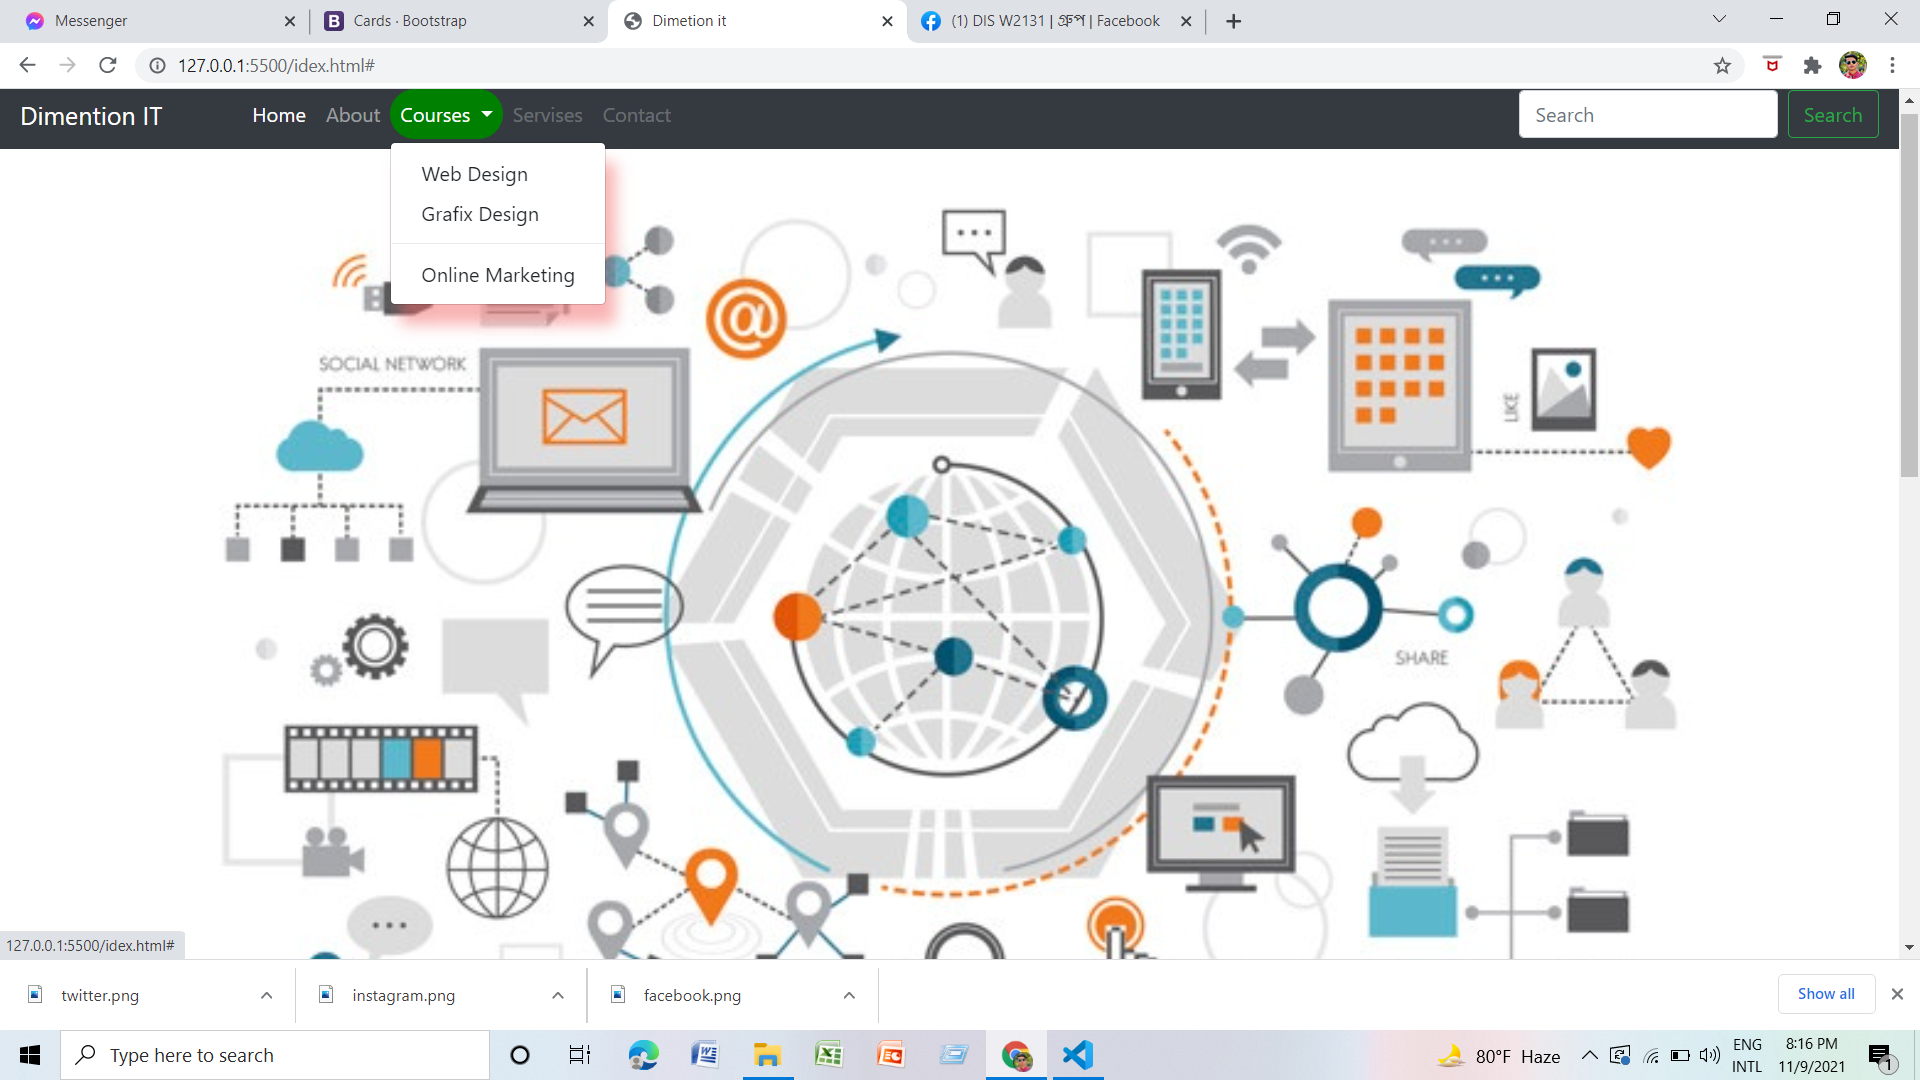 Messenger
Cards · Bootstrap
Dimetion it
(1) DIS W2131 | গ্রুপ | Facebook
127.0.0.1:5500/idex.html#
Dimention IT
Home
About
Courses
Servises
Contact
Search
Search
Web Design
Grafix Design
Online Marketing
SOCIAL NETWORK
LIKE
SHARE
127.0.0.1:5500/idex.html#
twitter.png
instagram.png
facebook.png
Show all
Type here to search
80°F Haze
ENG
INTL
8:16 PM
11/9/2021
1